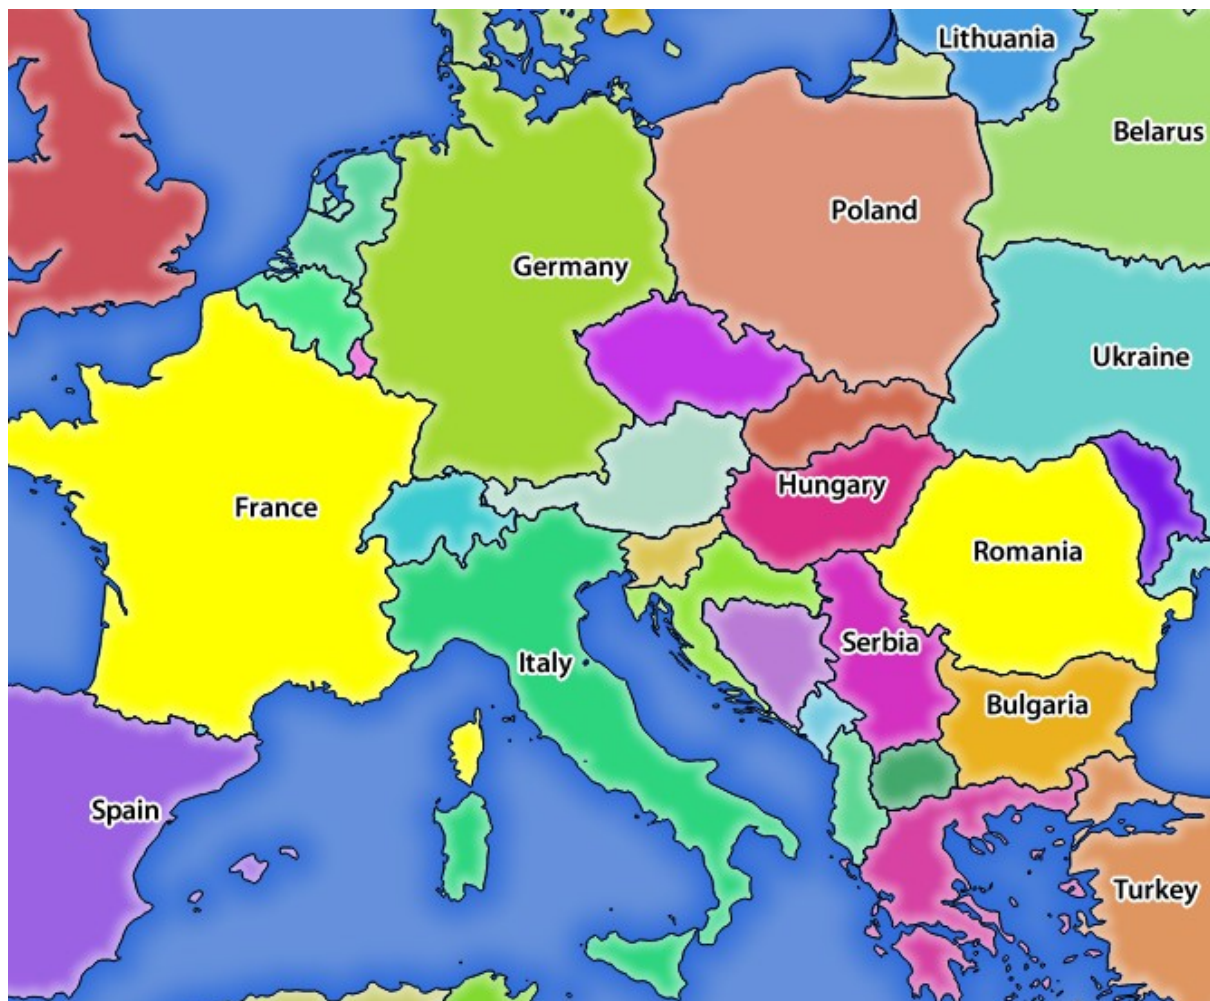 Lithuania
Belarus
Poland
Germany
Ukraine
Hungary
France
Romania
Serbia
Italy
Bulgaria
Spain
Turkey